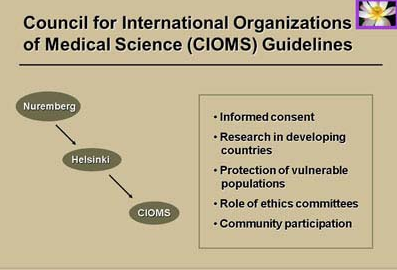 Council for International Organizations
of Medical Science (CIOMS) Guidelines
Nuremberg
Helsinki
CIOMS
• Informed consent
• Research in developing
countries
• Protection of vulnerable
populations
• Role of ethics committees
• Community participation